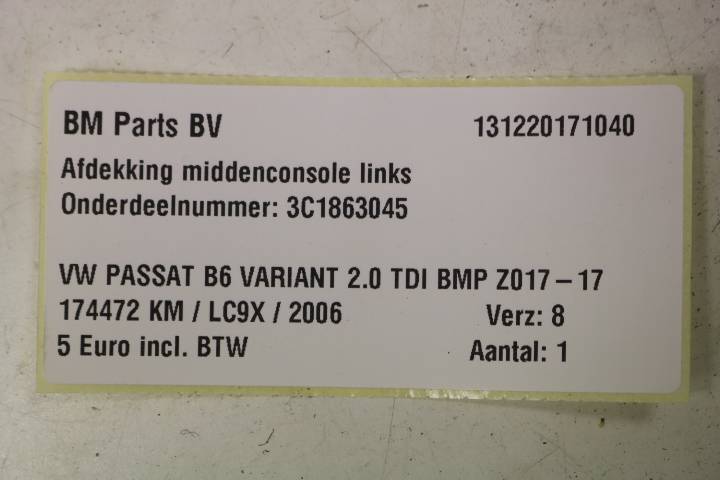 BM Parts BV 131220171040
Afdekking middenconsole links
Onderdeelnummer: 3C1863045
VW PASSAT B6 VARIANT 2.0 TDI BMP Z017-17
174472 KM / LC9X / 2006 Verz: 8
5 Euro incl. BTW Aantal: 1